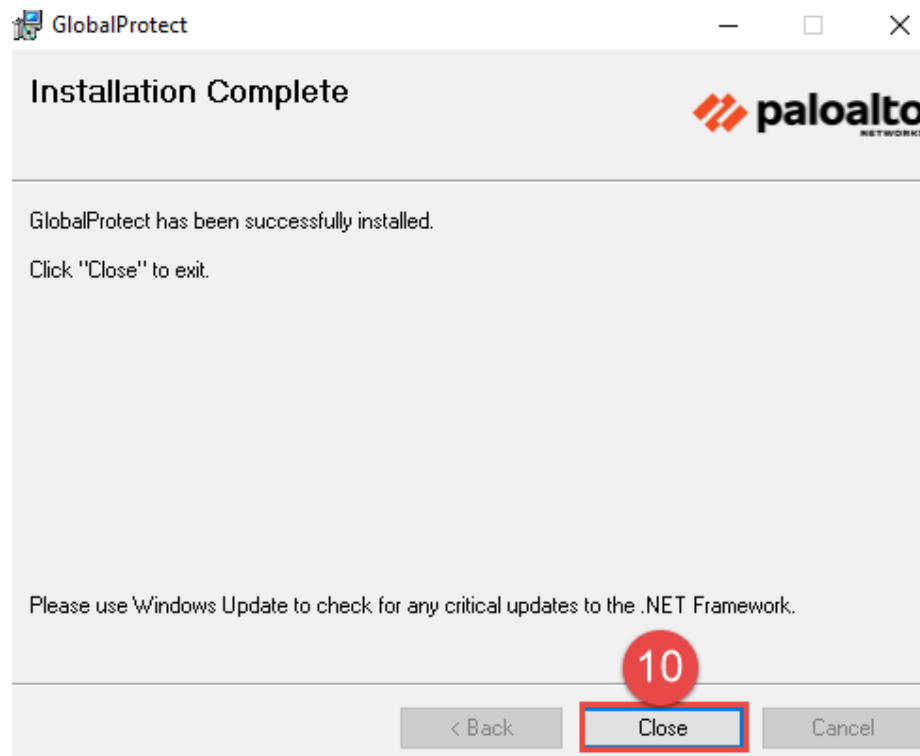 GlobalProtect
Installation Complete
paloalto
NETWORKS
GlobalProtect has been successfully installed.
Click "Close" to exit.
Please use Windows Update to check for any critical updates to the .NET Framework.
10
< Back Close Cancel